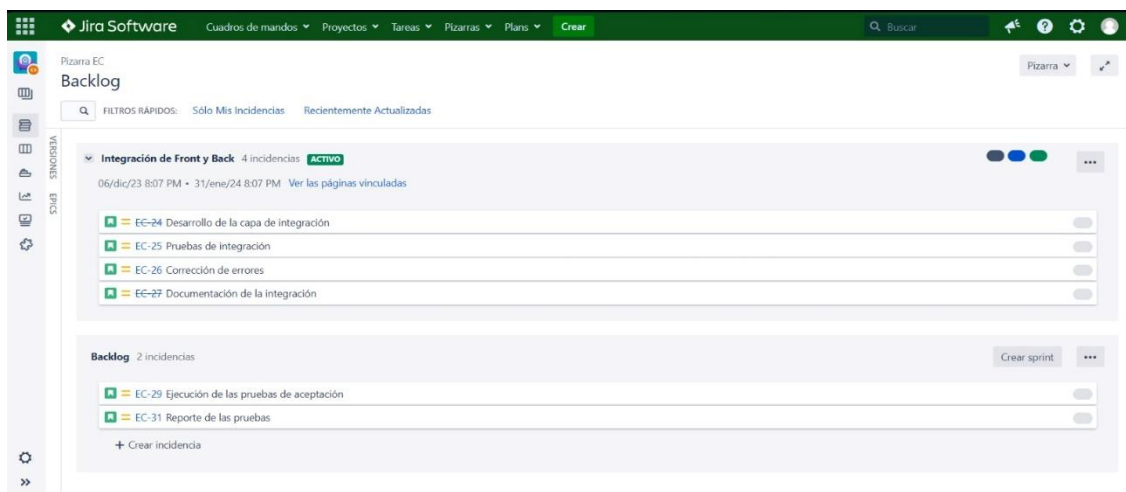 Jira Software Cuadros de mandos Proyectos Tareas Pizarras Plans Crear Buscar
Pizarra EC
Pizarra
Backlog
FILTROS RÁPIDOS: Sólo Mis Incidencias Recientemente Actualizadas
VERSIONES
EPICS
Integración de Front y Back 4 incidencias ACTIVO
06/dic/23 8:07 PM • 31/ene/24 8:07 PM Ver las páginas vinculadas
EC-24 Desarrollo de la capa de integración
EC-25 Pruebas de integración
EC-26 Corrección de errores
EC-27 Documentación de la integración
Backlog 2 incidencias Crear sprint
EC-29 Ejecución de las pruebas de aceptación
EC-31 Reporte de las pruebas
+ Crear incidencia